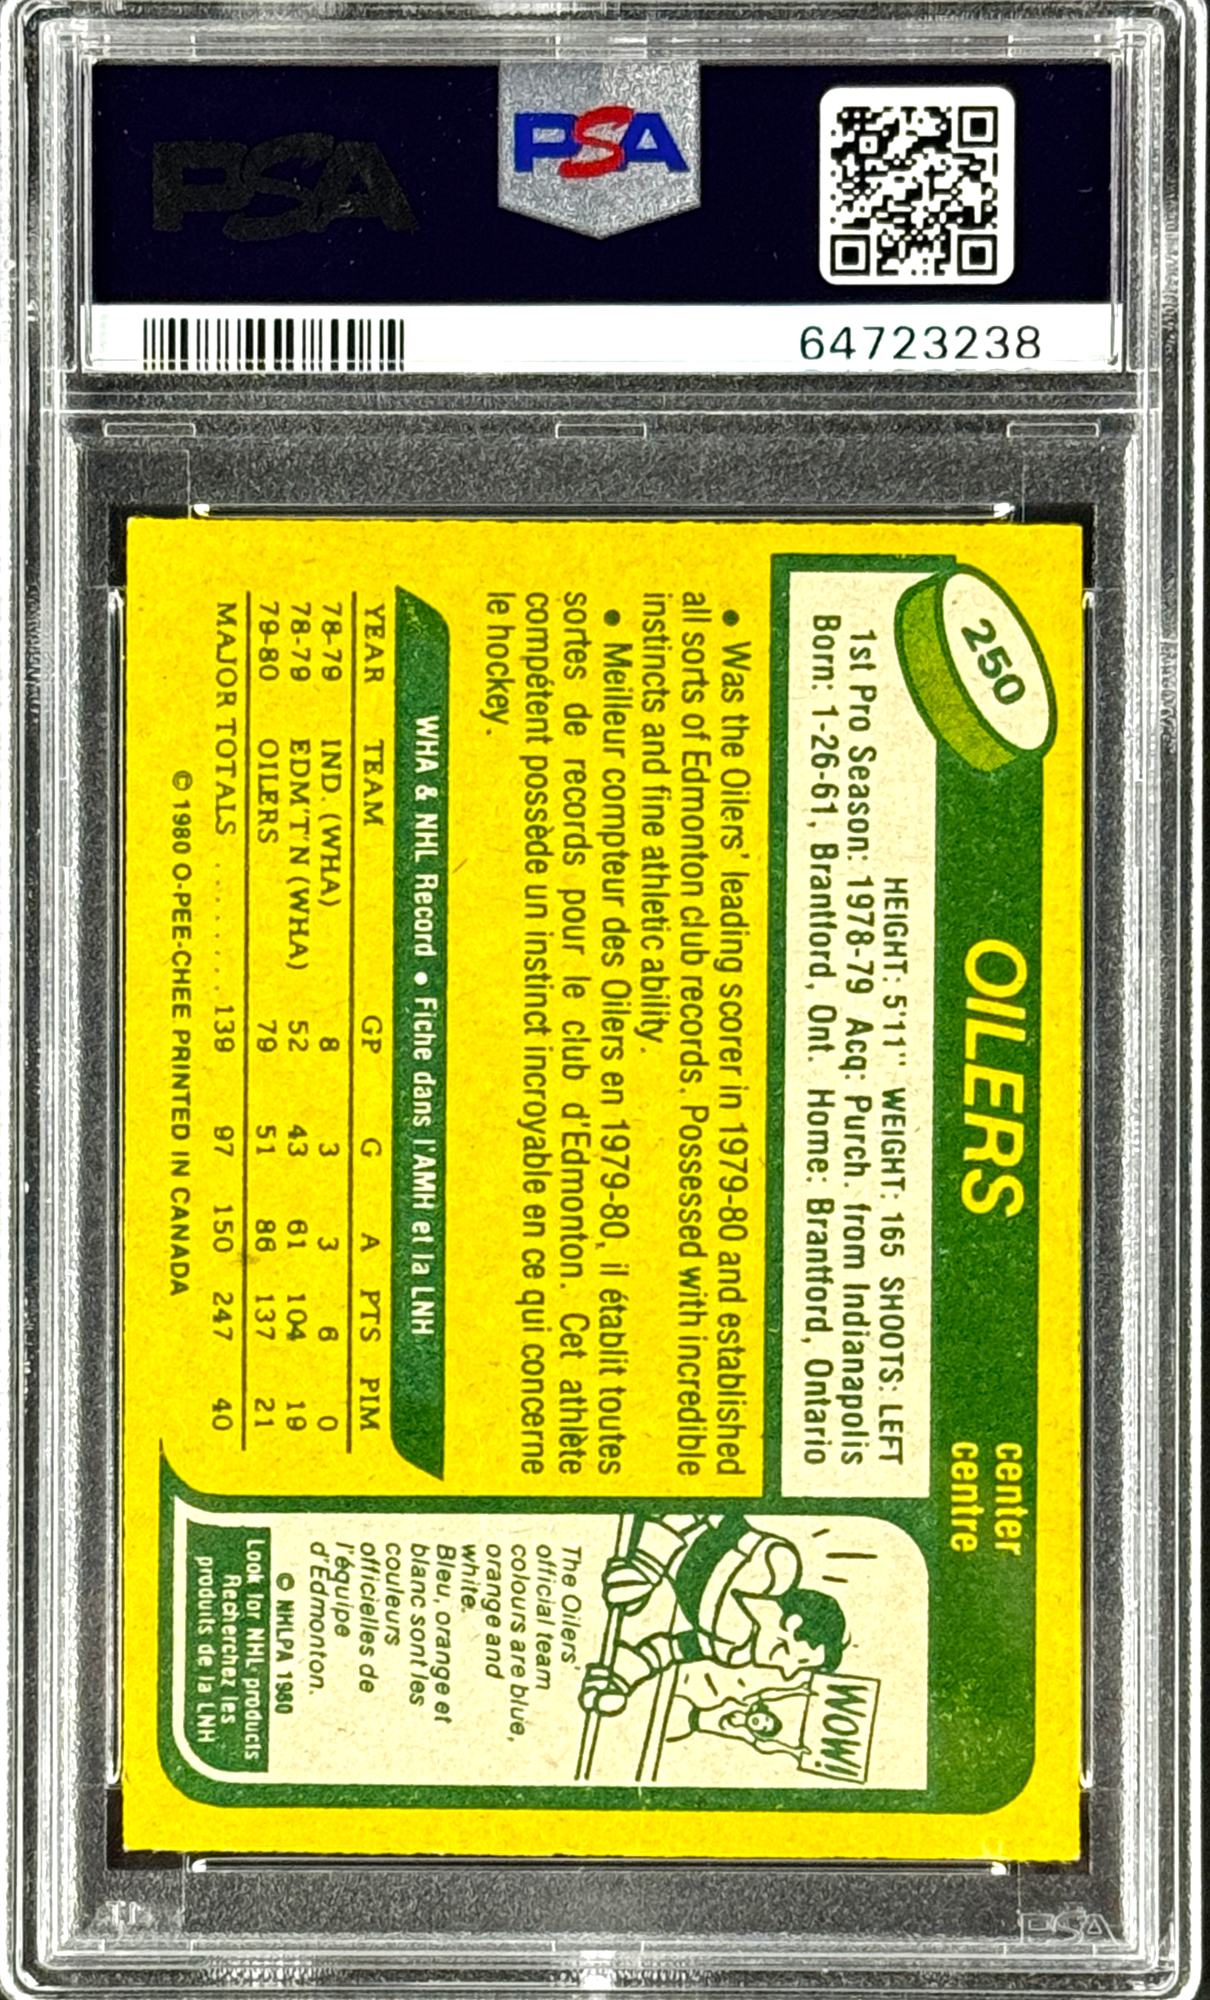 PSA
PSA
64723238
250
OILERS
center
centre
HEIGHT: 5'11" WEIGHT: 165 SHOOTS: LEFT
1st Pro Season: 1978-79 Acq: Purch. from Indianapolis
Born: 1-26-61, Brantford, Ont. Home: Brantford, Ontario
• Was the Oilers' leading scorer in 1979-80 and established
all sorts of Edmonton club records. Possessed with incredible
instincts and fine athletic ability.
• Meilleur compteur des Oilers en 1979-80, il établit toutes
sortes de records pour le club d'Edmonton. Cet athlète
compétent possède un instinct incroyable en ce qui concerne
le hockey.
WHA & NHL Record • Fiche dans l'AMH et la LNH
YEAR TEAM GP G A PTS PIM
78-79 IND. (WHA) 8 3 3 6 0
78-79 EDM'T'N (WHA) 52 43 61 104 19
79-80 OILERS 79 51 86 137 21
MAJOR TOTALS ......... 139 97 150 247 40
© 1980 O-PEE-CHEE PRINTED IN CANADA
WOW!
The Oilers'
official team
colours are blue,
orange and
white.
Bleu, orange et
blanc sont les
couleurs
officielles de
l'équipe
d'Edmonton.
© NHLPA 1980
Look for NHL products
Recherchez les
produits de la LNH
PSA